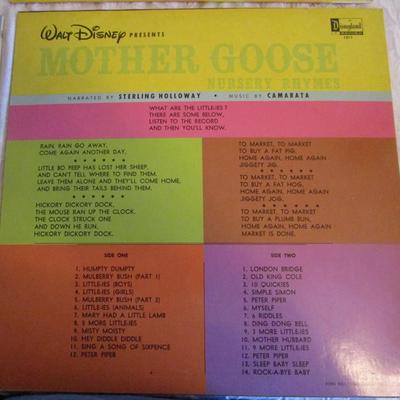 WALT DISNEY PRESENTS
Disneyland
RECORDS
1211
MOTHER GOOSE
NURSERY RHYMES
NARRATED BY STERLING HOLLOWAY • MUSIC BY CAMARATA
WHAT ARE THE LITTLE-IES ?
THERE ARE SOME BELOW,
LISTEN TO THE RECORD
AND THEN YOU'LL KNOW.
RAIN, RAIN GO AWAY,
COME AGAIN ANOTHER DAY.
* * * * * *
LITTLE BO PEEP HAS LOST HER SHEEP,
AND CAN'T TELL WHERE TO FIND THEM.
LEAVE THEM ALONE AND THEY'LL COME HOME,
AND BRING THEIR TAILS BEHIND THEM.
* * * * * *
HICKORY DICKORY DOCK,
THE MOUSE RAN UP THE CLOCK.
THE CLOCK STRUCK ONE
AND DOWN HE RUN,
HICKORY DICKORY DOCK.
TO MARKET, TO MARKET
TO BUY A FAT PIG,
HOME AGAIN, HOME AGAIN
JIGGETY JIG.
* * * * * *
TO MARKET, TO MARKET
TO BUY A FAT HOG,
HOME AGAIN, HOME AGAIN
JIGGETY JOG.
* * * * * *
TO MARKET, TO MARKET
TO BUY A PLUMB BUN,
HOME AGAIN, HOME AGAIN
MARKET IS DONE.
SIDE ONE
1. HUMPTY DUMPTY
2. MULBERRY BUSH (PART 1)
3. LITTLE-IES (BOYS)
4. LITTLE-IES (GIRLS)
5. MULBERRY BUSH (PART 2)
6. LITTLE-IES (ANIMALS)
7. MARY HAD A LITTLE LAMB
8. 3 MORE LITTLE-IES
9. MISTY MOISTY
10. HEY DIDDLE DIDDLE
11. SING A SONG OF SIXPENCE
12. PETER PIPER
SIDE TWO
1. LONDON BRIDGE
2. OLD KING COLE
3. 10 QUICKIES
4. SIMPLE SIMON
5. PETER PIPER
6. MYSELF
7. 6 RIDDLES
8. DING DONG BELL
9. 3 MORE LITTLE-IES
10. MOTHER HUBBARD
11. 9 MORE LITTLE-IES
12. PETER PIPER
13. SLEEP BABY SLEEP
14. ROCK-A-BYE BABY